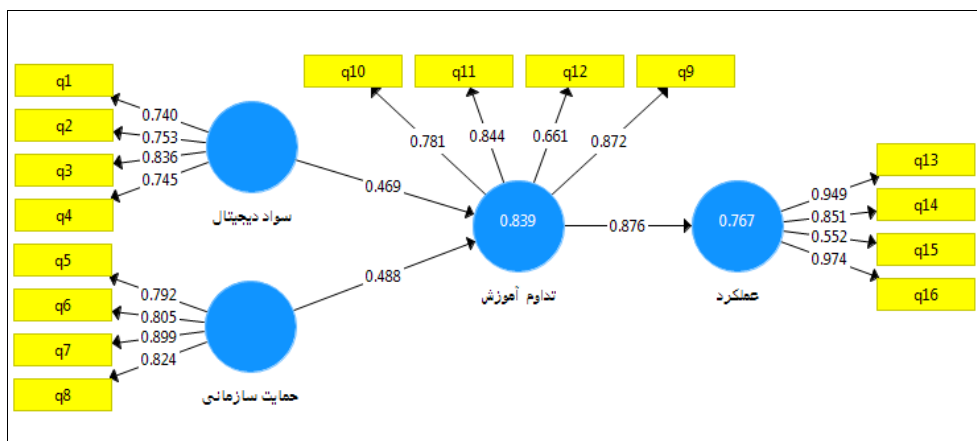 q10
q11
q12
q9
q1
q2
q3
q4
0.740
0.753
0.836
0.745
سواد دیجیتال
0.781
0.844
0.661
0.872
0.469
0.488
0.839
تداوم آموزش
0.876
0.767
عملکرد
0.949
0.851
0.552
0.974
q13
q14
q15
q16
q5
q6
q7
q8
0.792
0.805
0.899
0.824
حمایت سازمانی